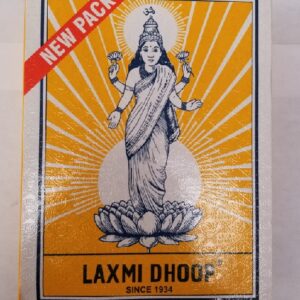 NEW PACK
LAXMI DHOOP
SINCE 1934